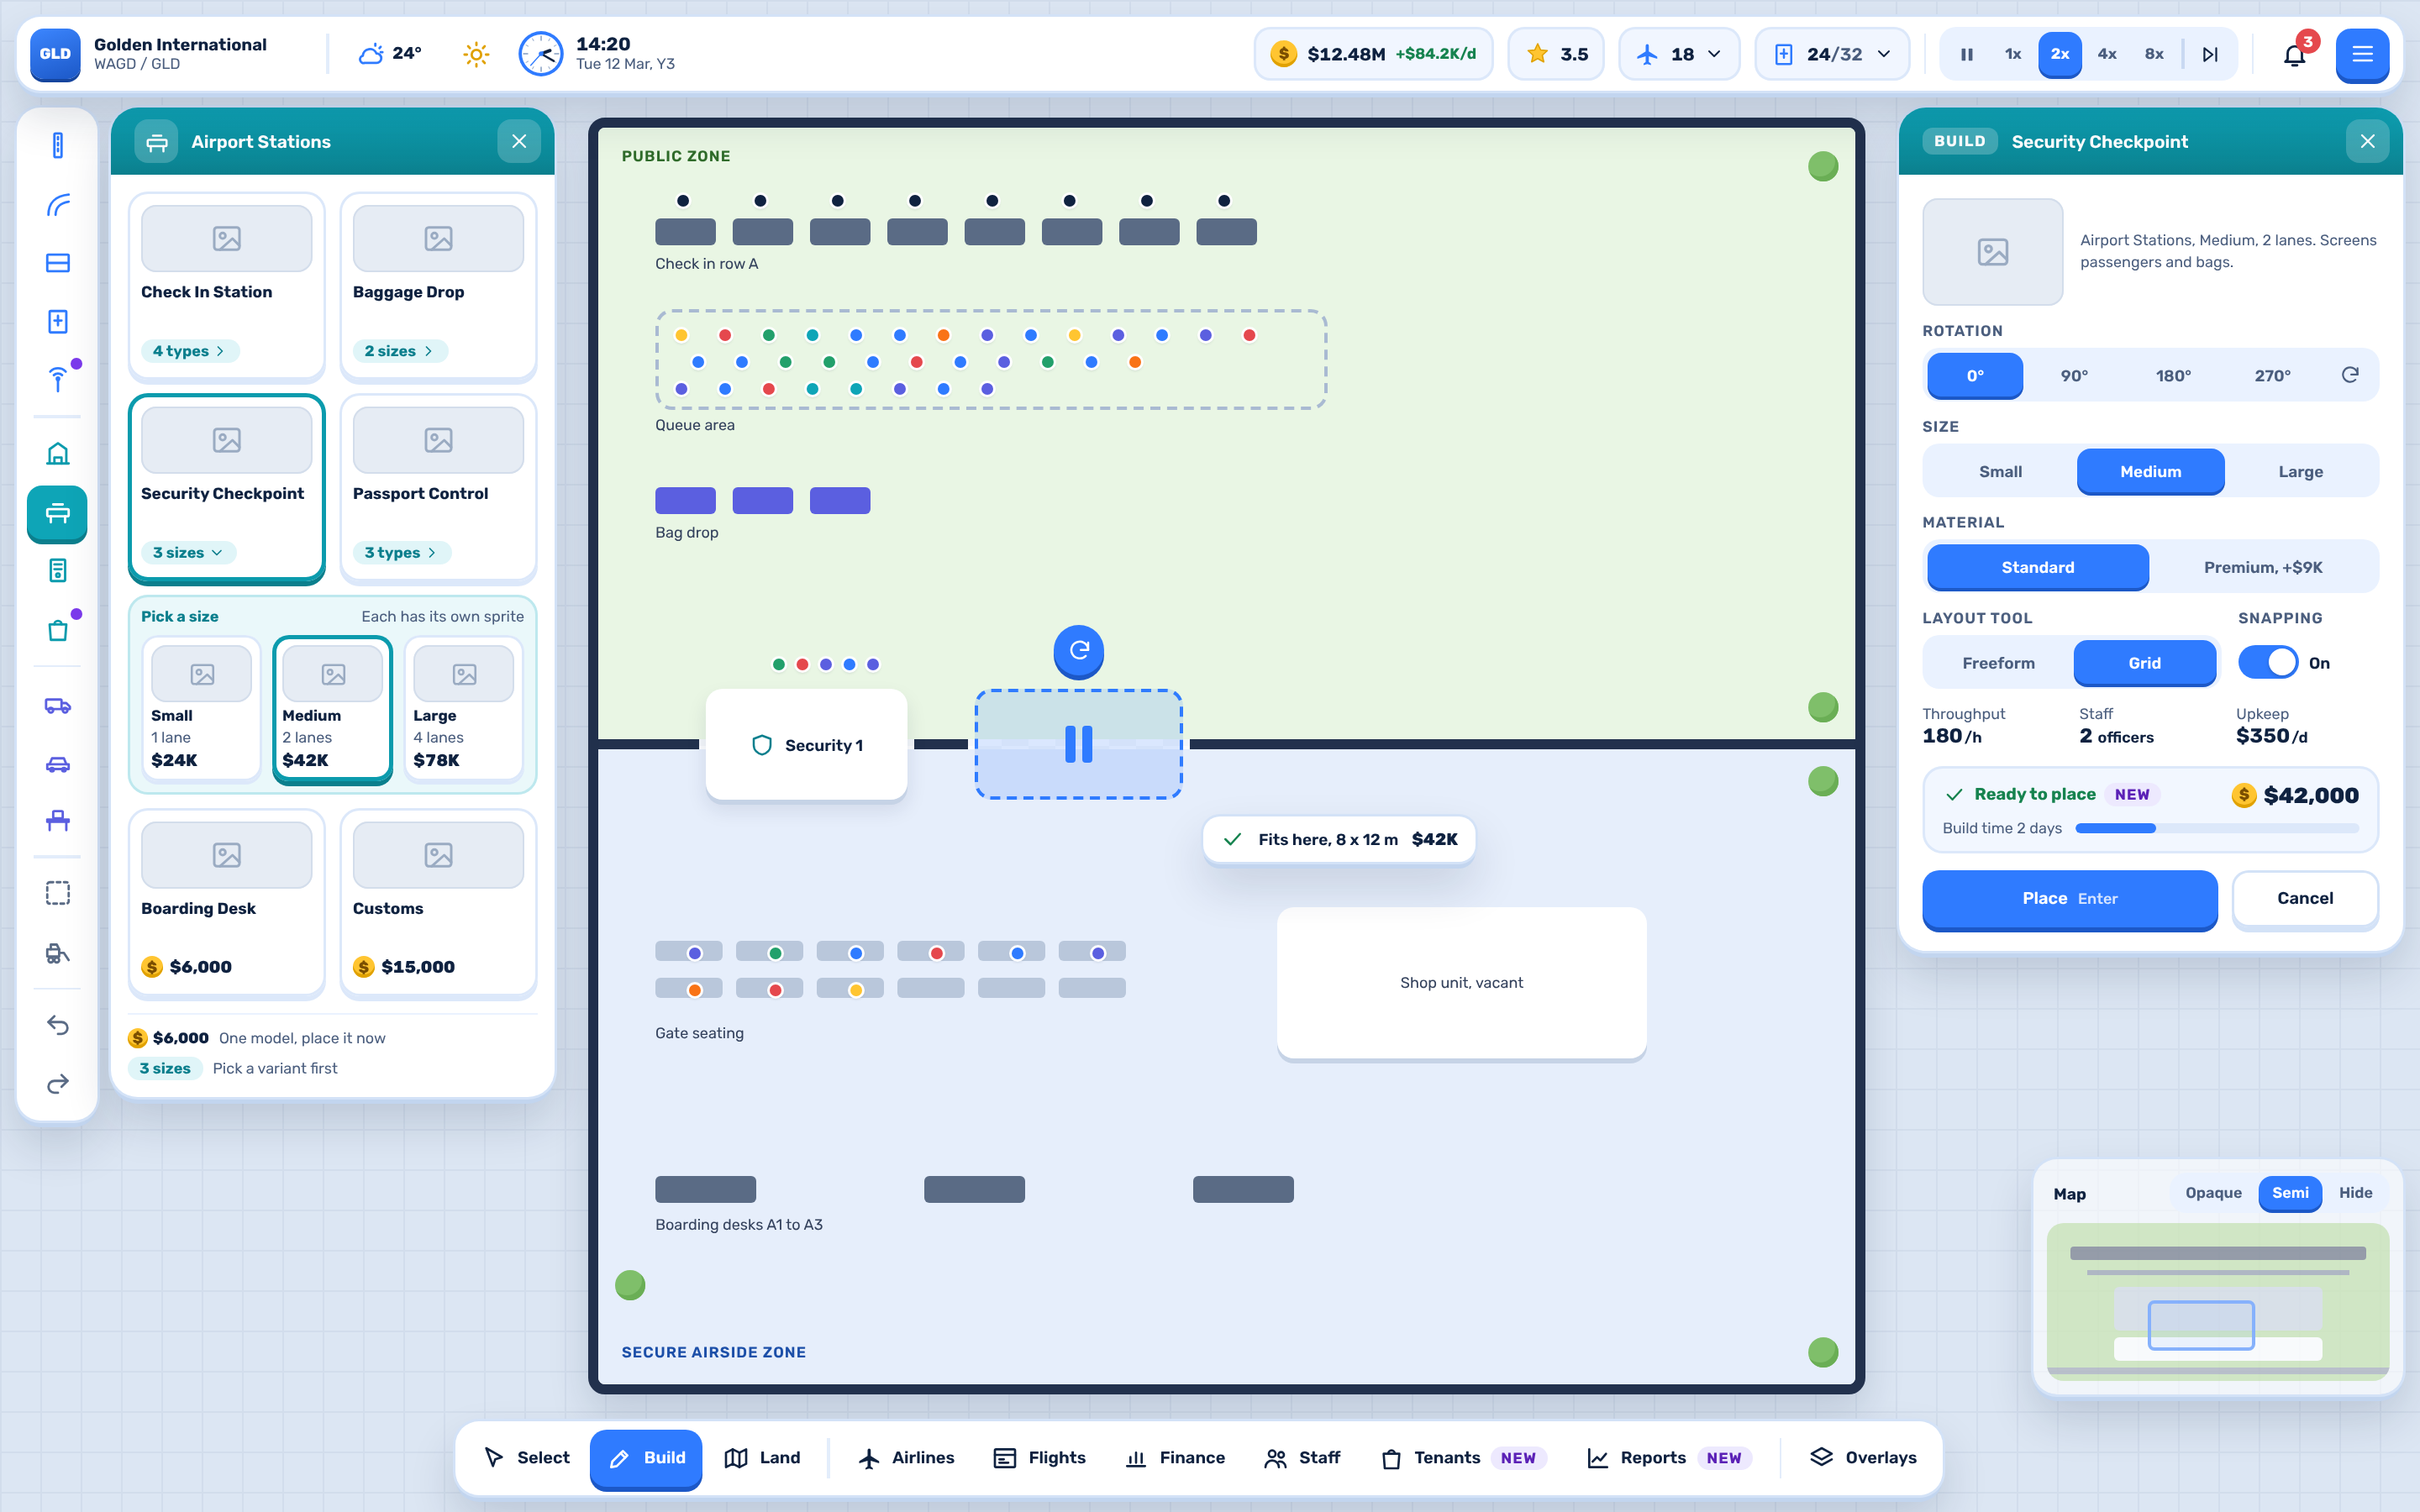 GLD
Golden International
WAGD / GLD
24°
14:20
Tue 12 Mar, Y3
$12.48M +$84.2K/d
3.5
18
24/32
1x 2x 4x 8x
3
Airport Stations
Check In Station
4 types
Baggage Drop
2 sizes
Security Checkpoint
3 sizes
Passport Control
3 types
Pick a size
Each has its own sprite
Small
1 lane
$24K
Medium
2 lanes
$42K
Large
4 lanes
$78K
Boarding Desk
$6,000
Customs
$15,000
$6,000 One model, place it now
3 sizes Pick a variant first
PUBLIC ZONE
Check in row A
Queue area
Bag drop
Security 1
Fits here, 8 x 12 m $42K
Shop unit, vacant
Gate seating
Boarding desks A1 to A3
SECURE AIRSIDE ZONE
BUILD Security Checkpoint
Airport Stations, Medium, 2 lanes. Screens
passengers and bags.
ROTATION
0° 90° 180° 270°
SIZE
Small Medium Large
MATERIAL
Standard Premium, +$9K
LAYOUT TOOL
Freeform Grid
SNAPPING
On
Throughput
180/h
Staff
2 officers
Upkeep
$350/d
Ready to place NEW $42,000
Build time 2 days
Place Enter
Cancel
Map
Opaque Semi Hide
Select
Build
Land
Airlines
Flights
Finance
Staff
Tenants NEW
Reports NEW
Overlays